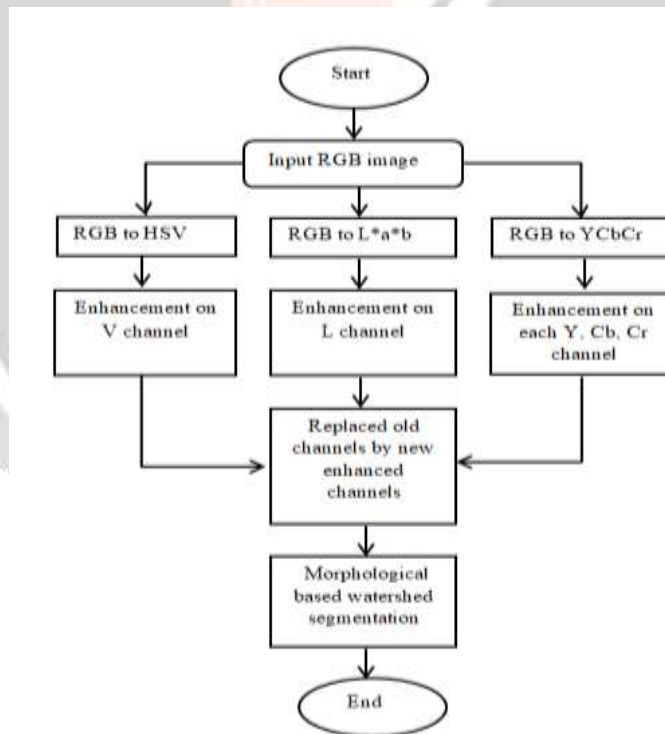 Start
Input RGB image
RGB to HSV
RGB to L*a*b
RGB to YCbCr
Enhancement on
V channel
Enhancement on
L channel
Enhancement on
each Y, Cb, Cr
channel
Replaced old
channels by new
enhanced
channels
Morphological
based watershed
segmentation
End